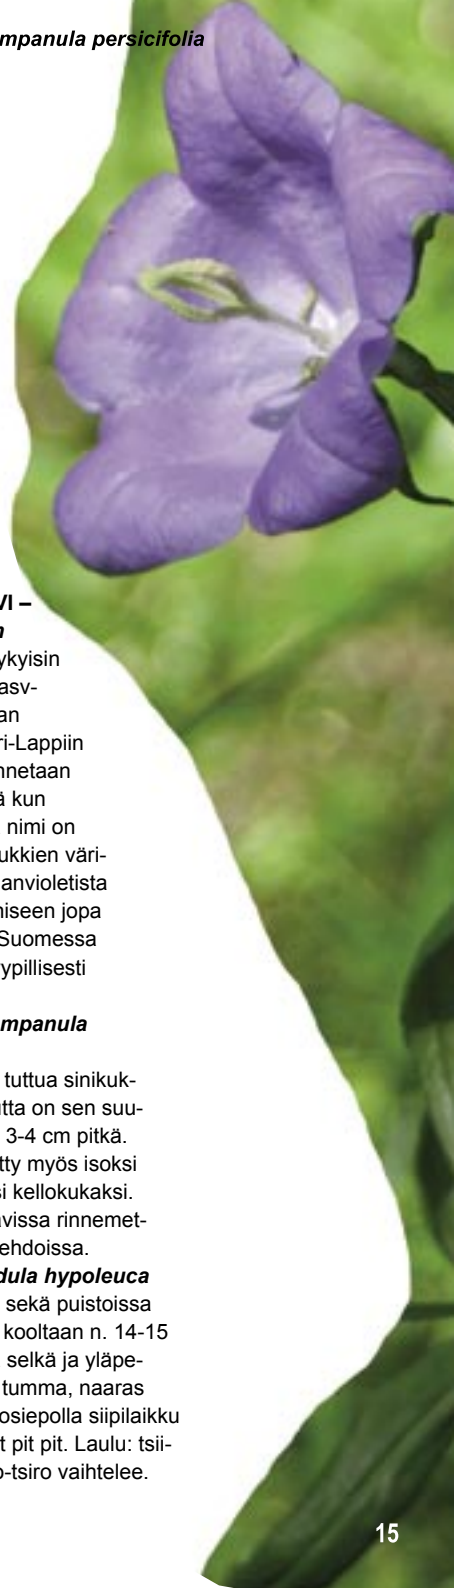 mpanula persicifolia
VI –
n
ykyisin
asv-
an
ri-Lappiin
nnetaan
ä kun
nimi on
ukkien väri-
anvioletista
niseen jopa
Suomessa
ypillisesti
mpanula
tuttua sinikuk-
utta on sen suu-
3-4 cm pitkä.
tty myös isoksi
si kellokukaksi.
avissa rinnemet-
ehdoissa.
dula hypoleuca
sekä puistoissa
kooltaan n. 14-15
selkä ja yläpe-
tumma, naaras
osiepolla siipilaikku
t pit pit. Laulu: tsii-
o-tsiro vaihtelee.
15